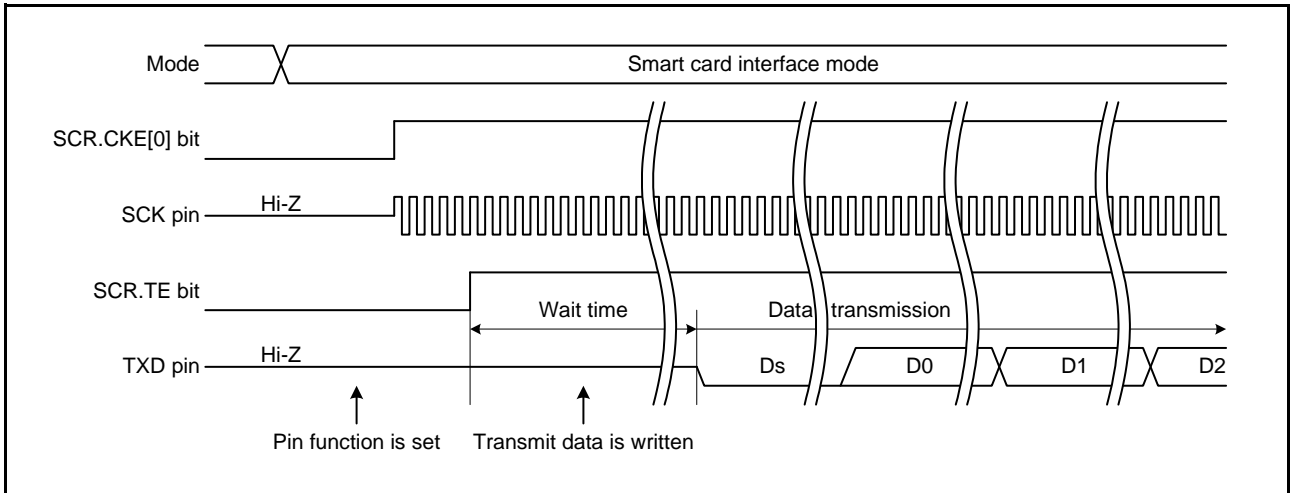 Mode
Smart card interface mode
SCR.CKE[0] bit
SCK pin
Hi-Z
SCR.TE bit
Wait time
Data transmission
TXD pin
Hi-Z
Ds
D0
D1
D2
Pin function is set
Transmit data is written